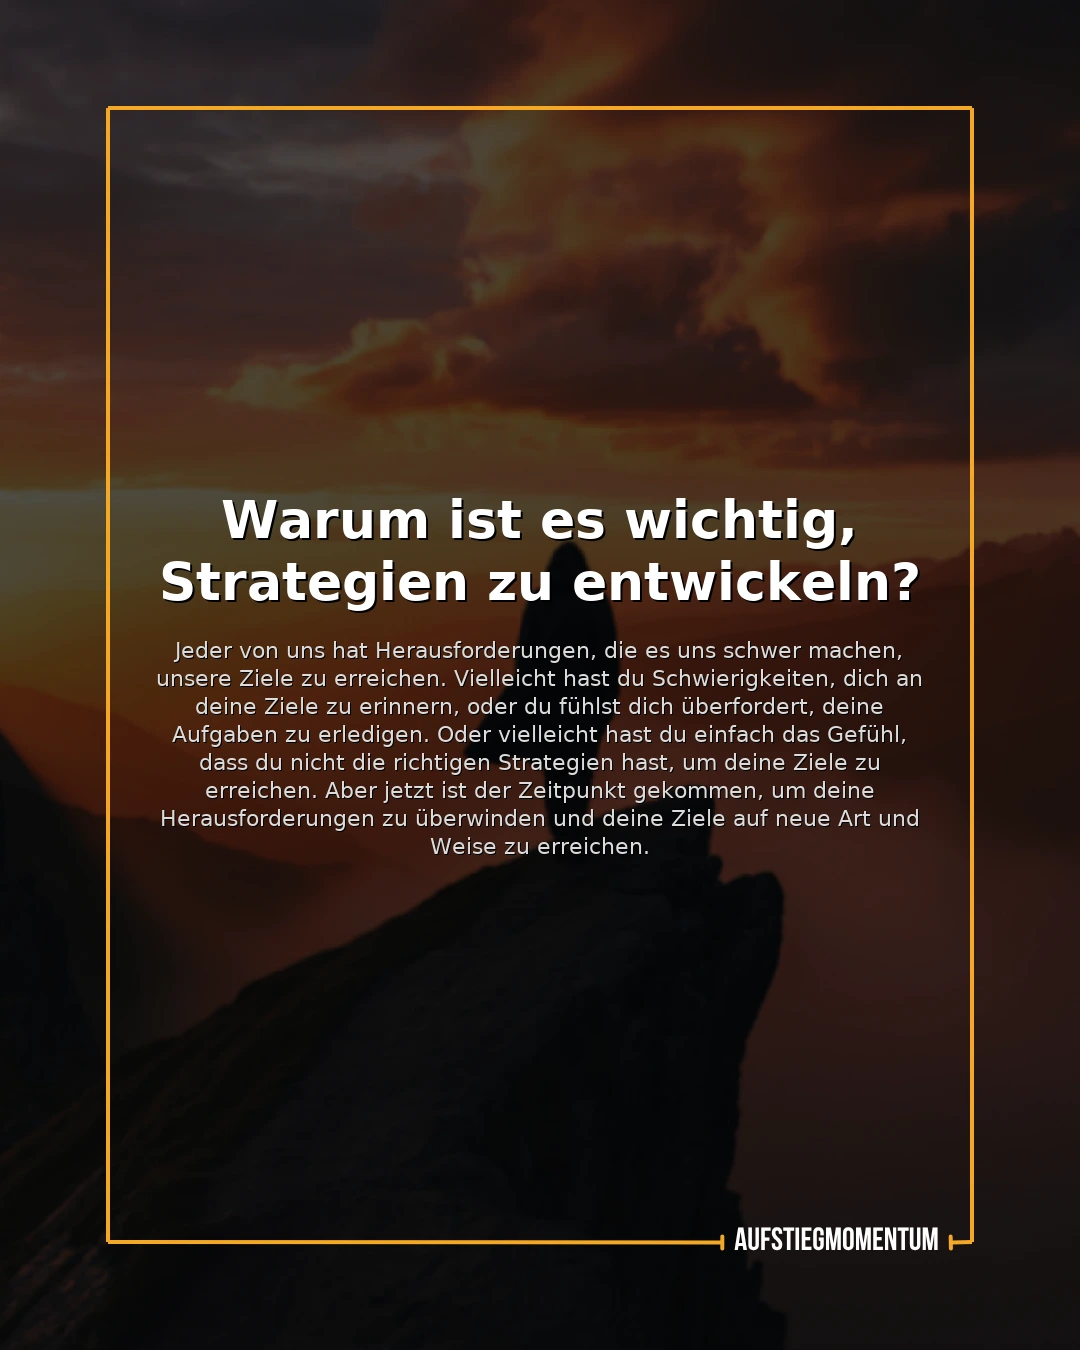 Warum ist es wichtig,
Strategien zu entwickeln?
Jeder von uns hat Herausforderungen, die es uns schwer machen,
unsere Ziele zu erreichen. Vielleicht hast du Schwierigkeiten, dich an
deine Ziele zu erinnern, oder du fühlst dich überfordert, deine
Aufgaben zu erledigen. Oder vielleicht hast du einfach das Gefühl,
dass du nicht die richtigen Strategien hast, um deine Ziele zu
erreichen. Aber jetzt ist der Zeitpunkt gekommen, um deine
Herausforderungen zu überwinden und deine Ziele auf neue Art und
Weise zu erreichen.
AUFSTIEGMOMENTUM